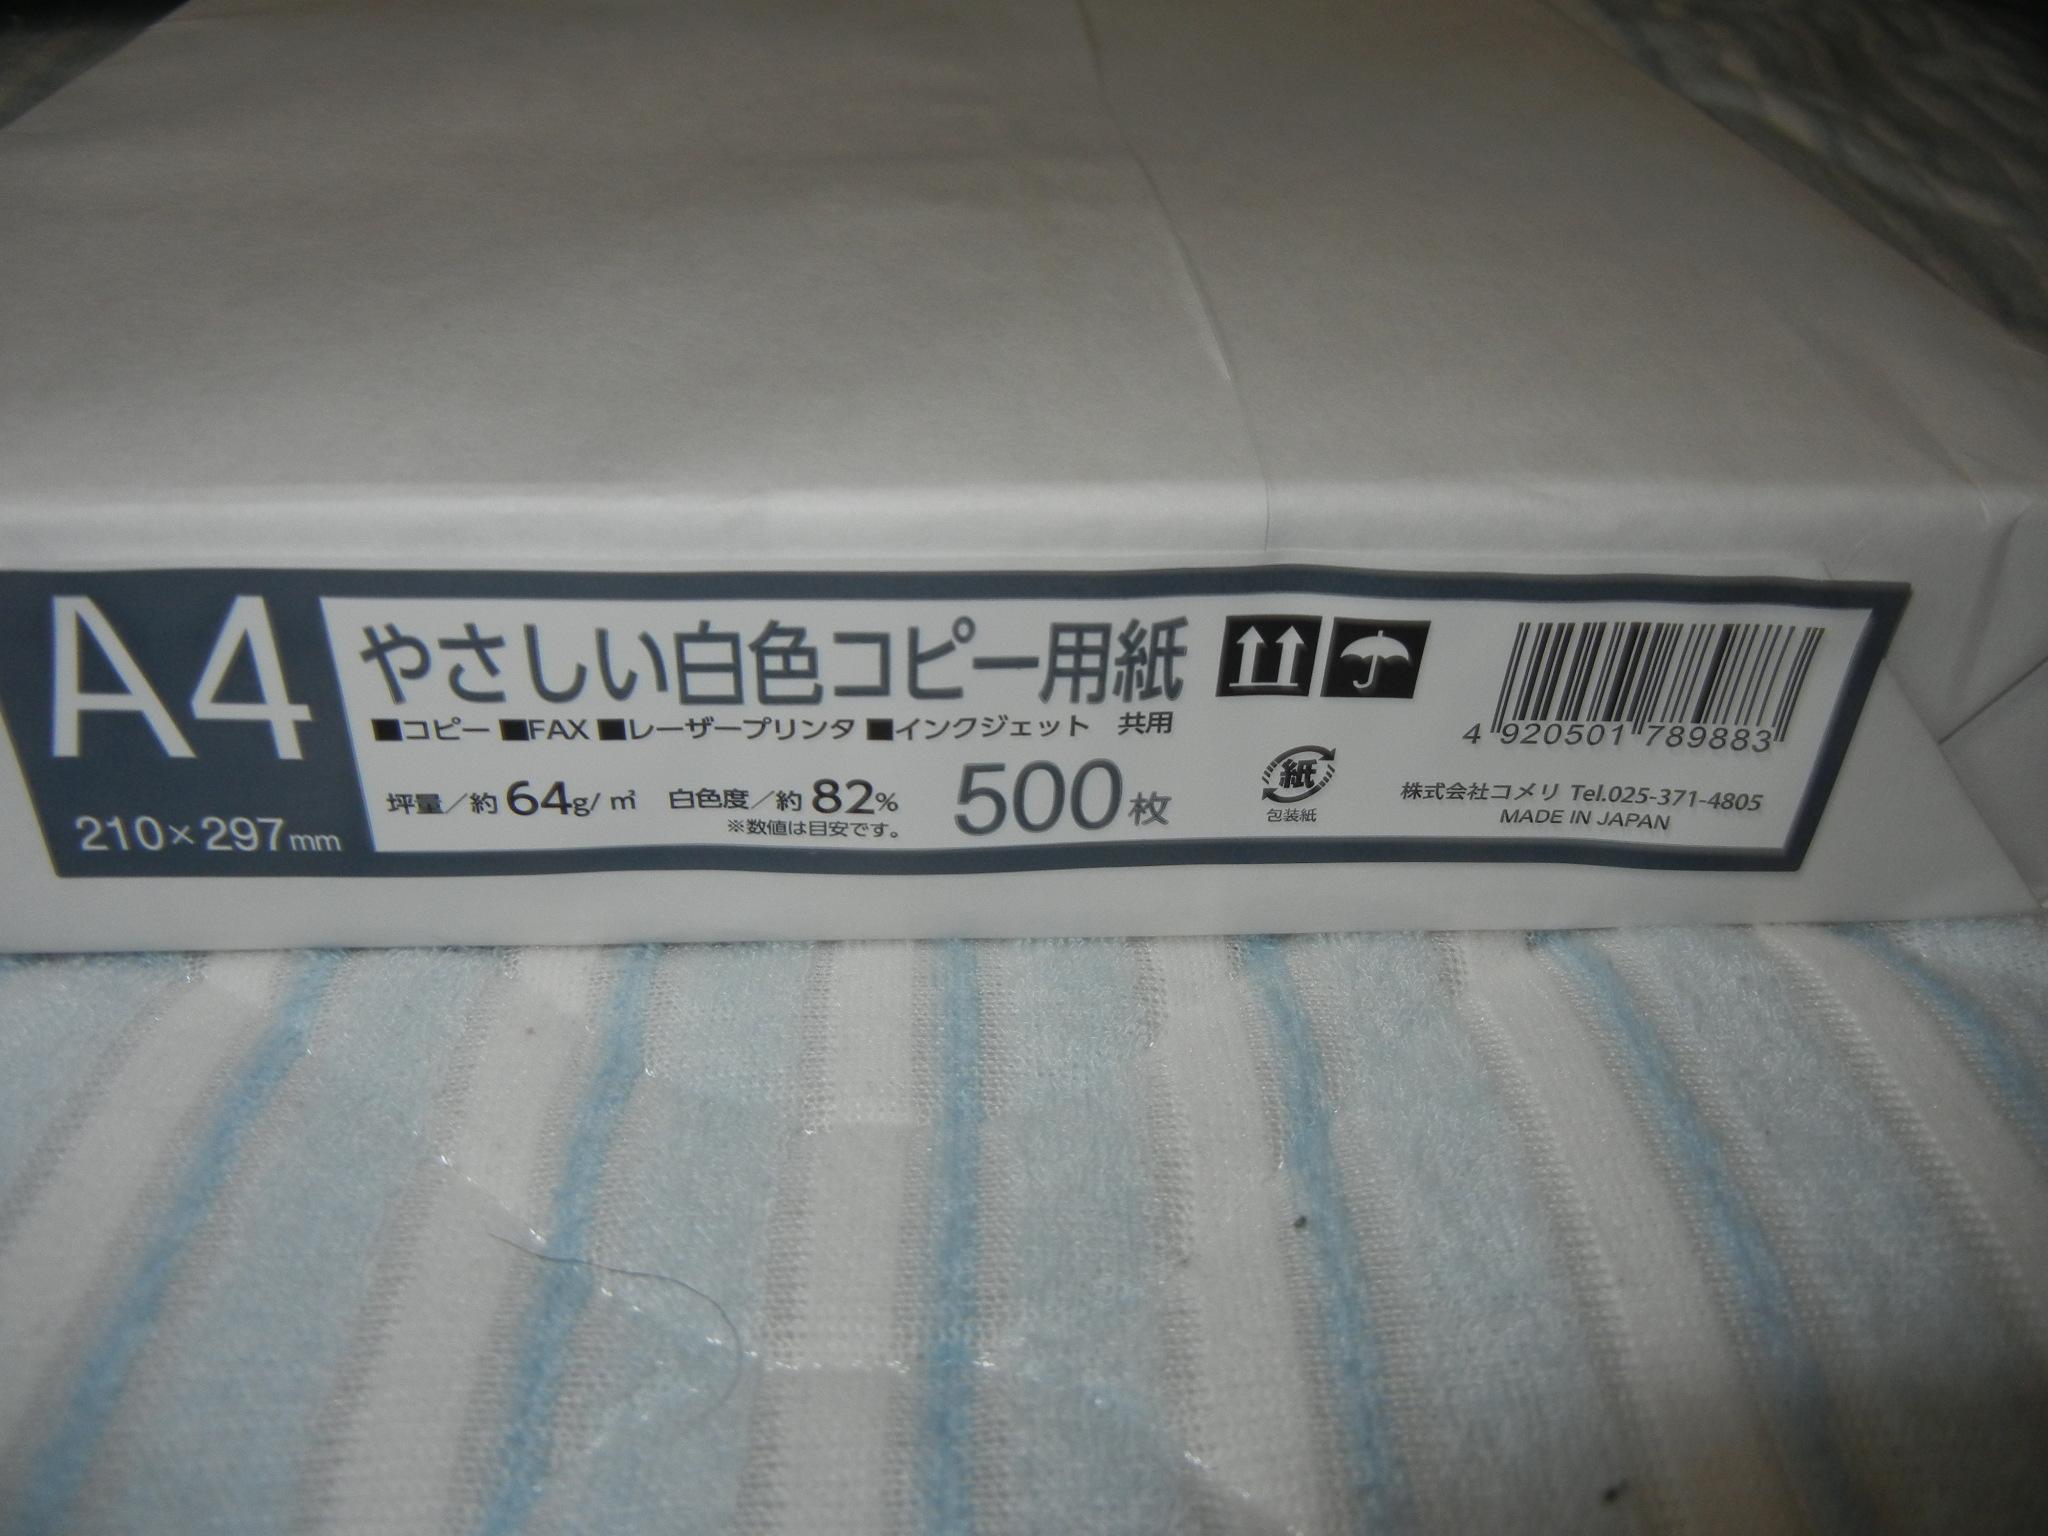 A4
210×297mm
やさしい白色コピー用紙
■コピー ■FAX ■レーザープリンタ ■インクジェット 共用
坪量／約64g/㎡ 白色度／約82%
※数値は目安です。
500枚
紙
包装紙
4 920501 789883
株式会社コメリ Tel.025-371-4805
MADE IN JAPAN